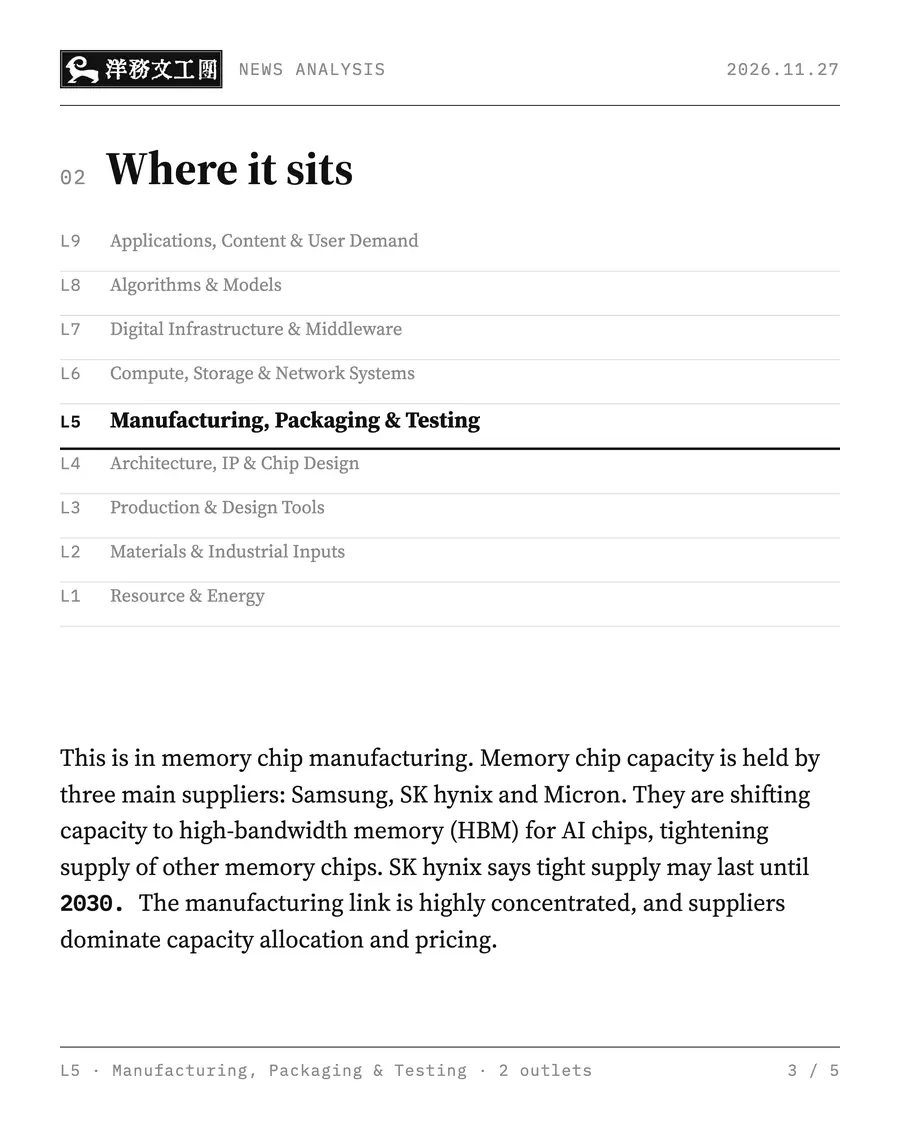 洋務文工團 NEWS ANALYSIS 2026.11.27
02 Where it sits
L9 Applications, Content & User Demand
L8 Algorithms & Models
L7 Digital Infrastructure & Middleware
L6 Compute, Storage & Network Systems
L5 Manufacturing, Packaging & Testing
L4 Architecture, IP & Chip Design
L3 Production & Design Tools
L2 Materials & Industrial Inputs
L1 Resource & Energy
This is in memory chip manufacturing. Memory chip capacity is held by
three main suppliers: Samsung, SK hynix and Micron. They are shifting
capacity to high-bandwidth memory (HBM) for AI chips, tightening
supply of other memory chips. SK hynix says tight supply may last until
2030. The manufacturing link is highly concentrated, and suppliers
dominate capacity allocation and pricing.
L5 · Manufacturing, Packaging & Testing · 2 outlets 3 / 5